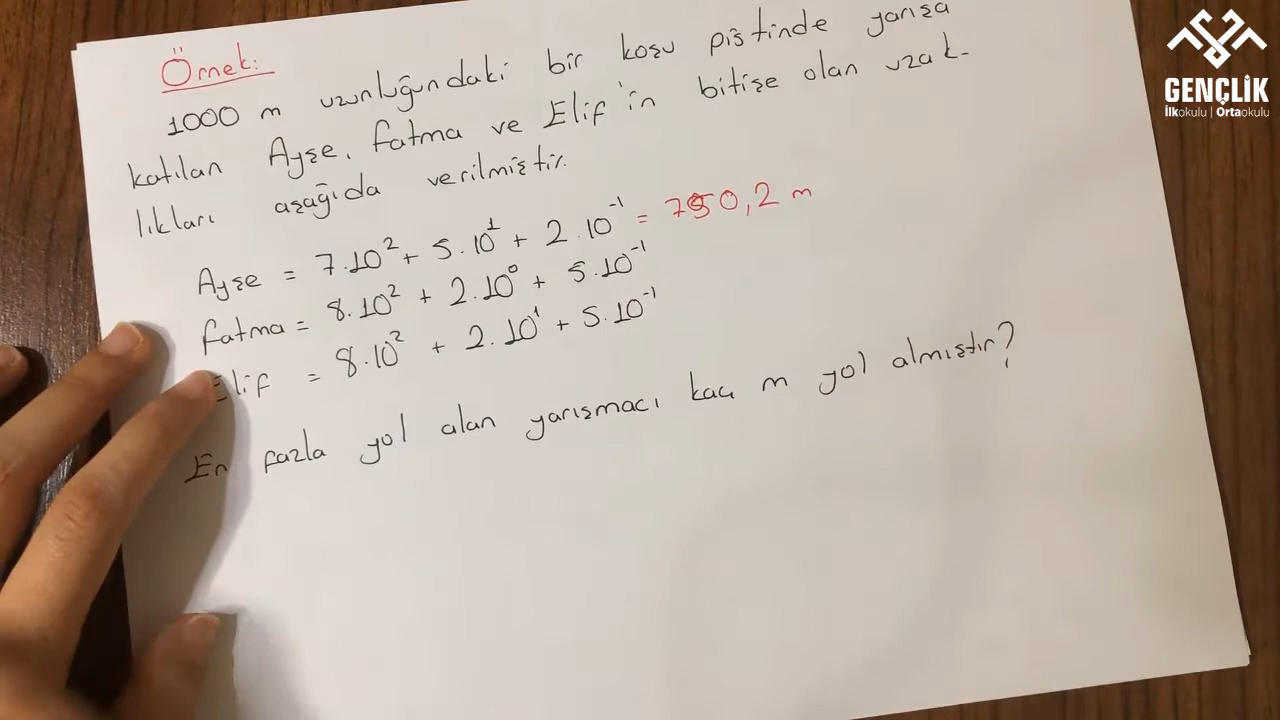 Örnek:
1000 m uzunluğundaki bir koşu pistinde yarışa
katılan Ayşe, Fatma ve Elif'in bitişe olan uzak-
lıkları aşağıda verilmiştir.
Ayşe = 7.10² + 5.10¹ + 2.10⁻¹ = 750,2 m
Fatma = 8.10² + 2.10⁰ + 5.10⁻¹
Elif = 8.10² + 2.10¹ + 5.10⁻¹
En fazla yol alan yarışmacı kaç m yol almıştır?
GENÇLİK
İlkokulu | Ortaokulu